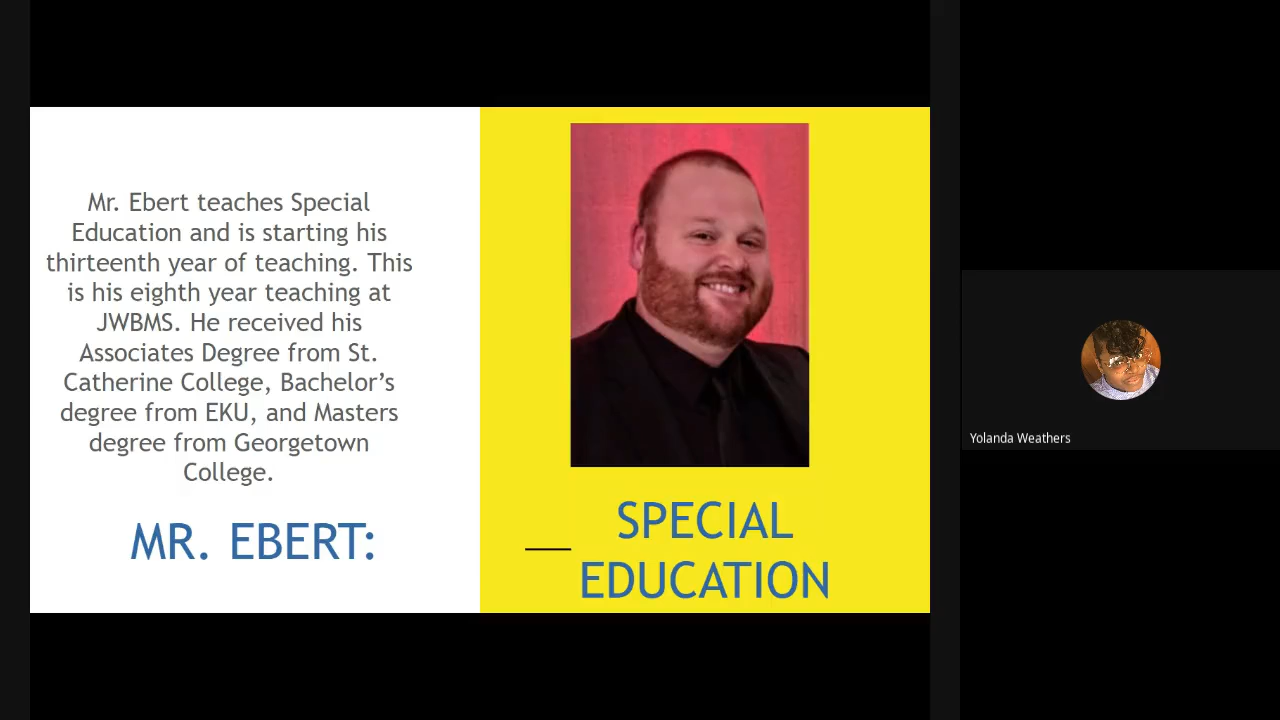 Mr. Ebert teaches Special
Education and is starting his
thirteenth year of teaching. This
is his eighth year teaching at
JWBMS. He received his
Associates Degree from St.
Catherine College, Bachelor’s
degree from EKU, and Masters
degree from Georgetown
College.
MR. EBERT:
SPECIAL
EDUCATION
Yolanda Weathers